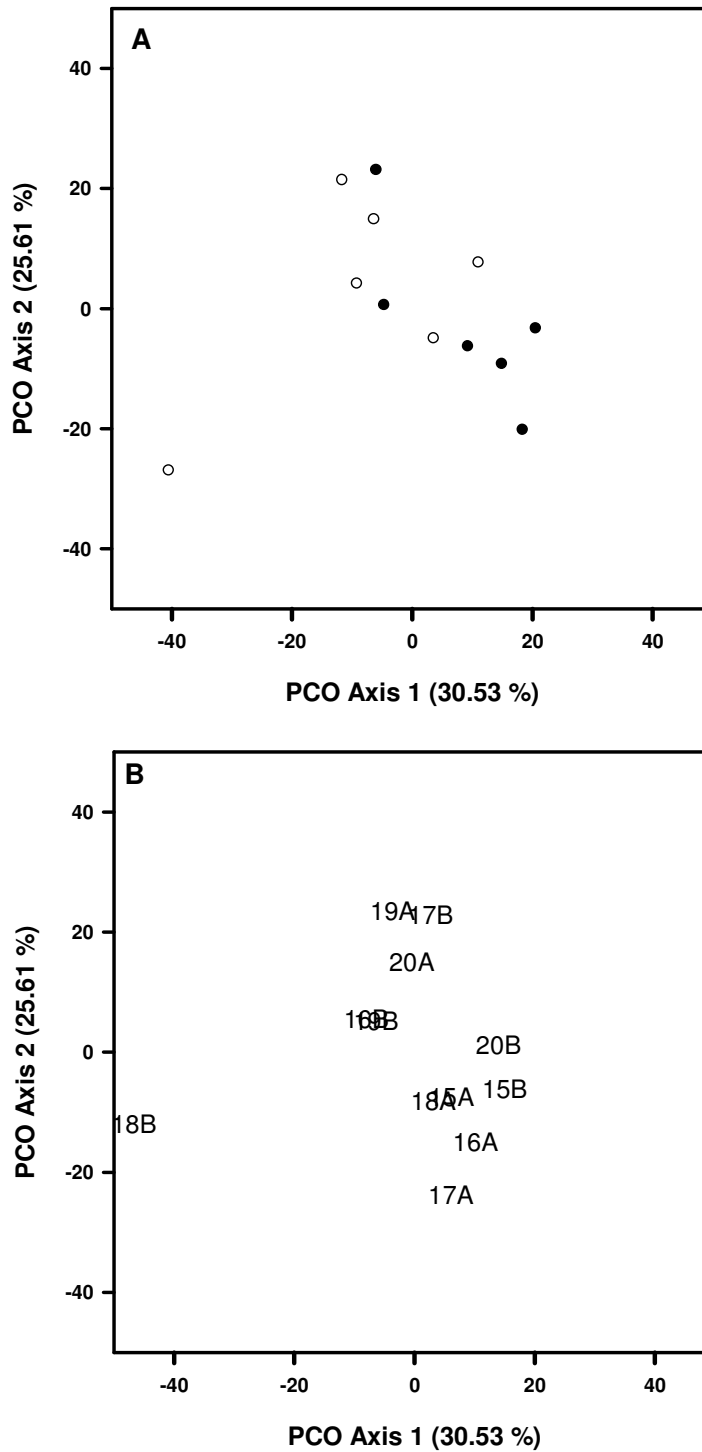 A
40
20
0
-20
-40
PCO Axis 2 (25.61 %)
-40 -20 0 20 40
PCO Axis 1 (30.53 %)
B
40
20
0
-20
-40
PCO Axis 2 (25.61 %)
19A 17B
20A
16B 19B
20B
15B
18A 15A
18B
16A
17A
-40 -20 0 20 40
PCO Axis 1 (30.53 %)